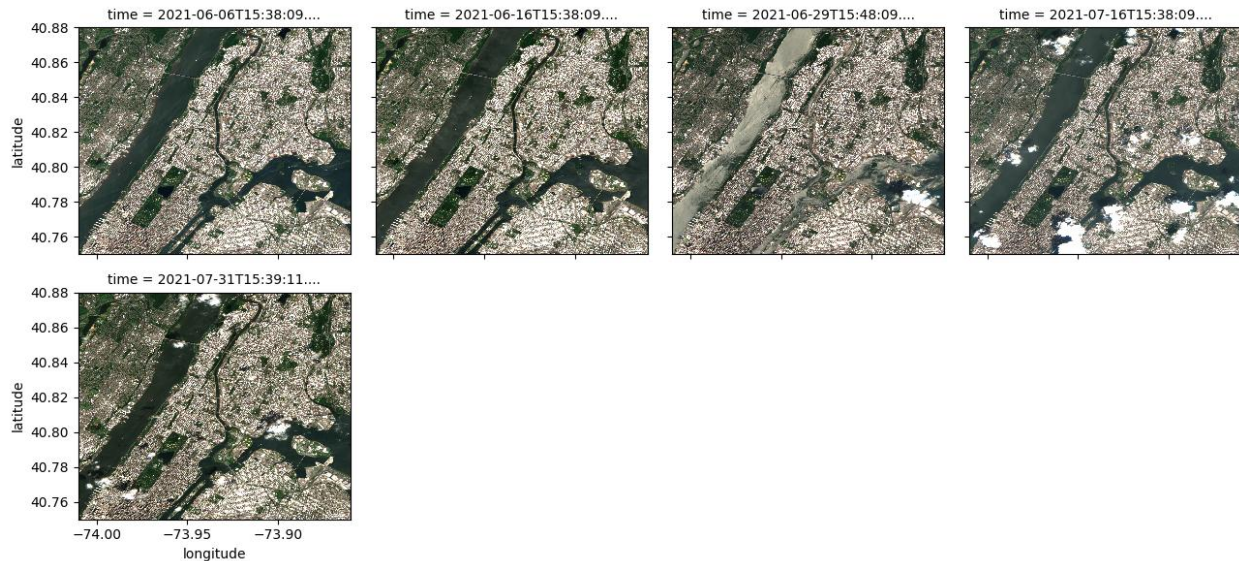 time = 2021-06-06T15:38:09....
time = 2021-06-16T15:38:09....
time = 2021-06-29T15:48:09....
time = 2021-07-16T15:38:09....
40.88
40.86
40.84
40.82
40.80
40.78
40.76
latitude
time = 2021-07-31T15:39:11....
40.88
40.86
40.84
40.82
40.80
40.78
40.76
latitude
−74.00
−73.95
−73.90
longitude